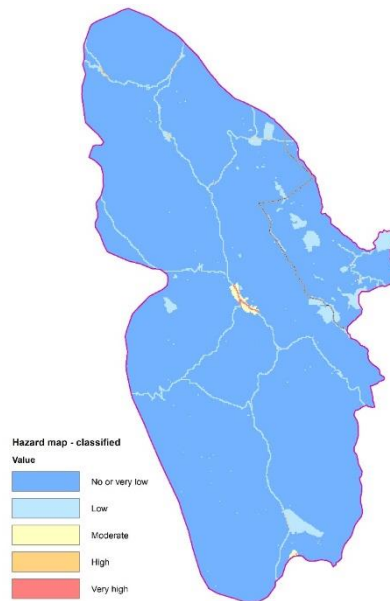 Hazard map - classified
Value
No or very low
Low
Moderate
High
Very high